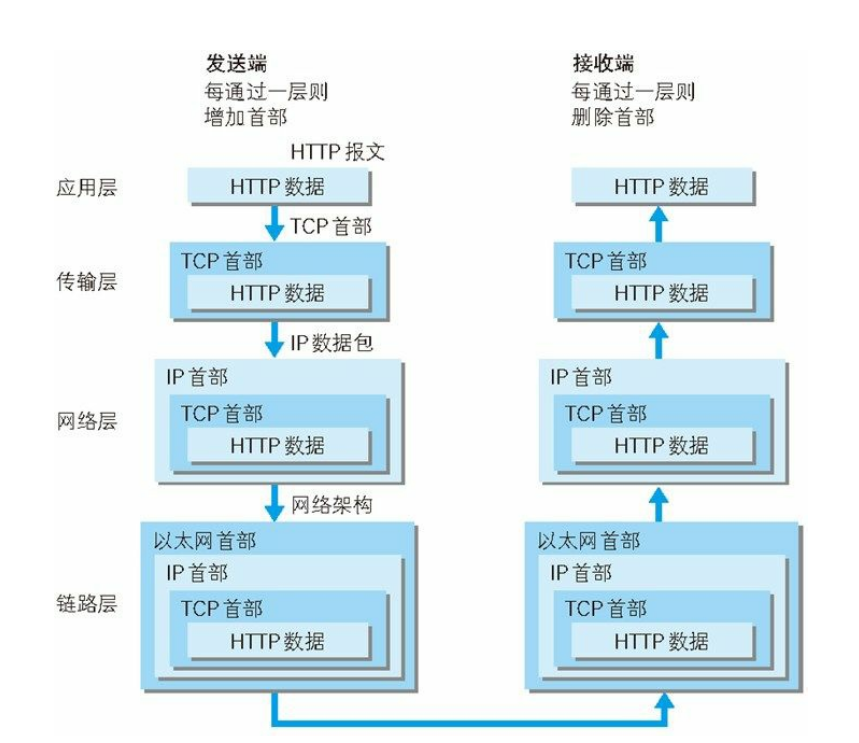 发送端
每通过一层则
增加首部
接收端
每通过一层则
删除首部
HTTP 报文
应用层
HTTP 数据
HTTP 数据
TCP 首部
传输层
TCP 首部
HTTP 数据
TCP 首部
HTTP 数据
IP 数据包
网络层
IP 首部
TCP 首部
HTTP 数据
IP 首部
TCP 首部
HTTP 数据
网络架构
链路层
以太网首部
IP 首部
TCP 首部
HTTP 数据
以太网首部
IP 首部
TCP 首部
HTTP 数据